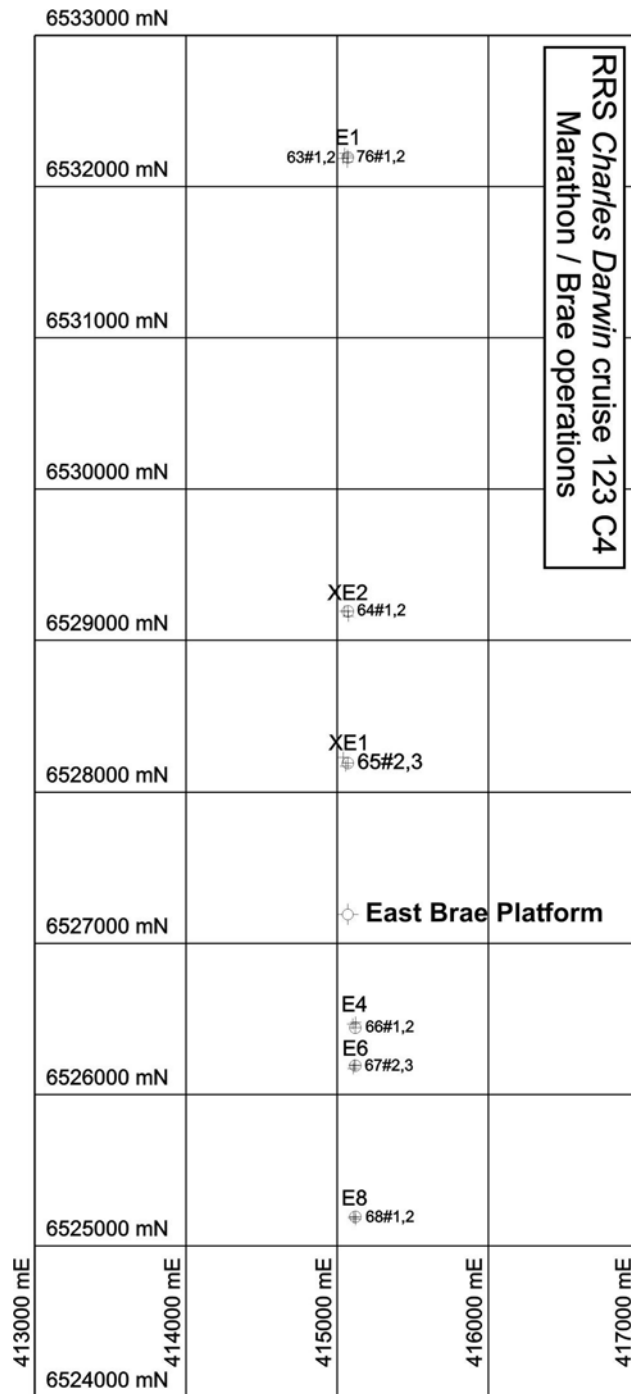 6533000 mN
RRS Charles Darwin cruise 123 C4
Marathon / Brae operations
E1
63#1,2 76#1,2
6532000 mN
6531000 mN
6530000 mN
XE2
64#1,2
6529000 mN
XE1
65#2,3
6528000 mN
East Brae Platform
6527000 mN
E4
66#1,2
E6
67#2,3
6526000 mN
E8
68#1,2
6525000 mN
413000 mE
414000 mE
415000 mE
416000 mE
417000 mE
6524000 mN